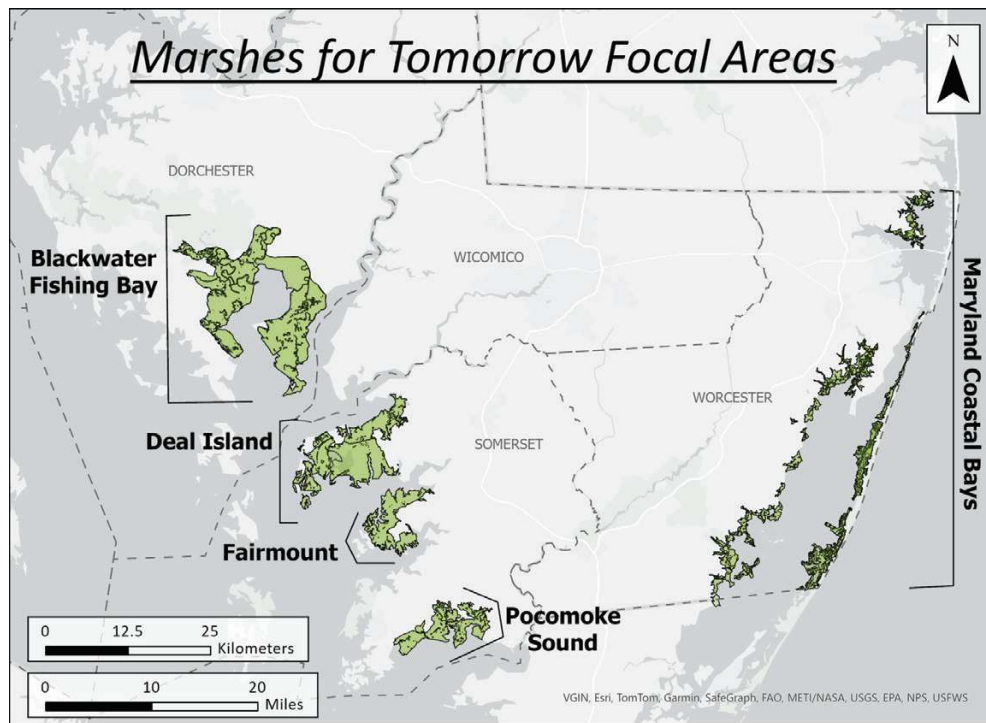 Marshes for Tomorrow Focal Areas
N
DORCHESTER
Blackwater
Fishing Bay
WICOMICO
Maryland Coastal Bays
WORCESTER
Deal Island
SOMERSET
Fairmount
Pocomoke
Sound
0 12.5 25
Kilometers
0 10 20
Miles
VGIN, Esri, TomTom, Garmin, SafeGraph, FAO, METI/NASA, USGS, EPA, NPS, USFWS